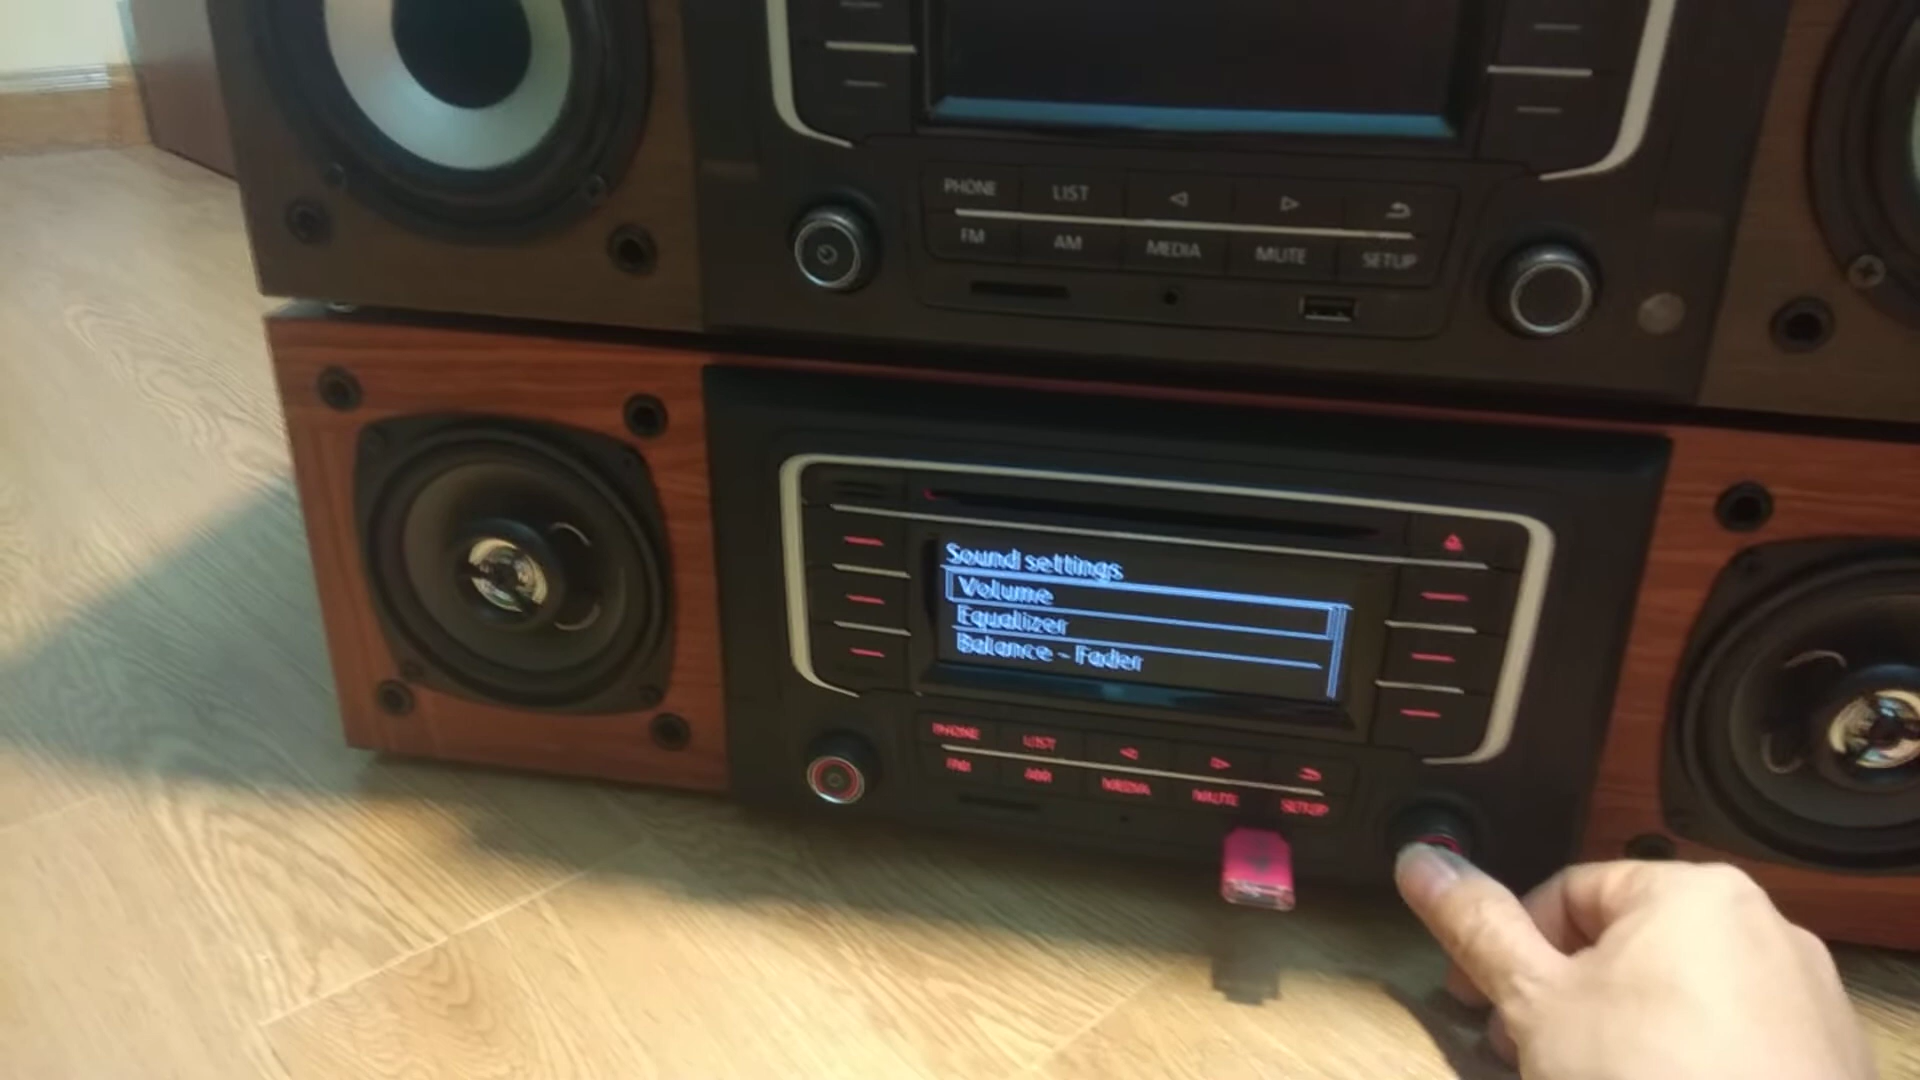 PHONE LIST
FM AM MEDIA MUTE SETUP
Sound settings
Volume
Equalizer
Balance - Fader
PHONE LIST
FM AM MEDIA MUTE SETUP